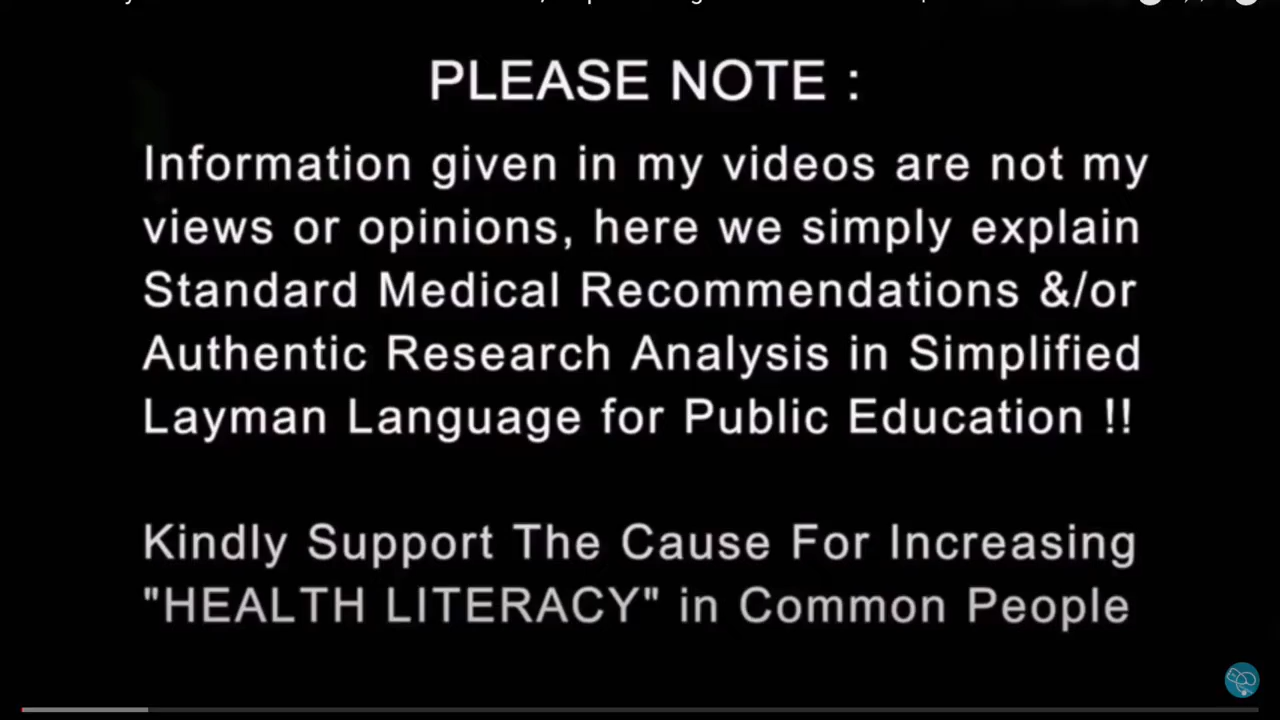 PLEASE NOTE :
Information given in my videos are not my
views or opinions, here we simply explain
Standard Medical Recommendations &/or
Authentic Research Analysis in Simplified
Layman Language for Public Education !!
Kindly Support The Cause For Increasing
"HEALTH LITERACY" in Common People